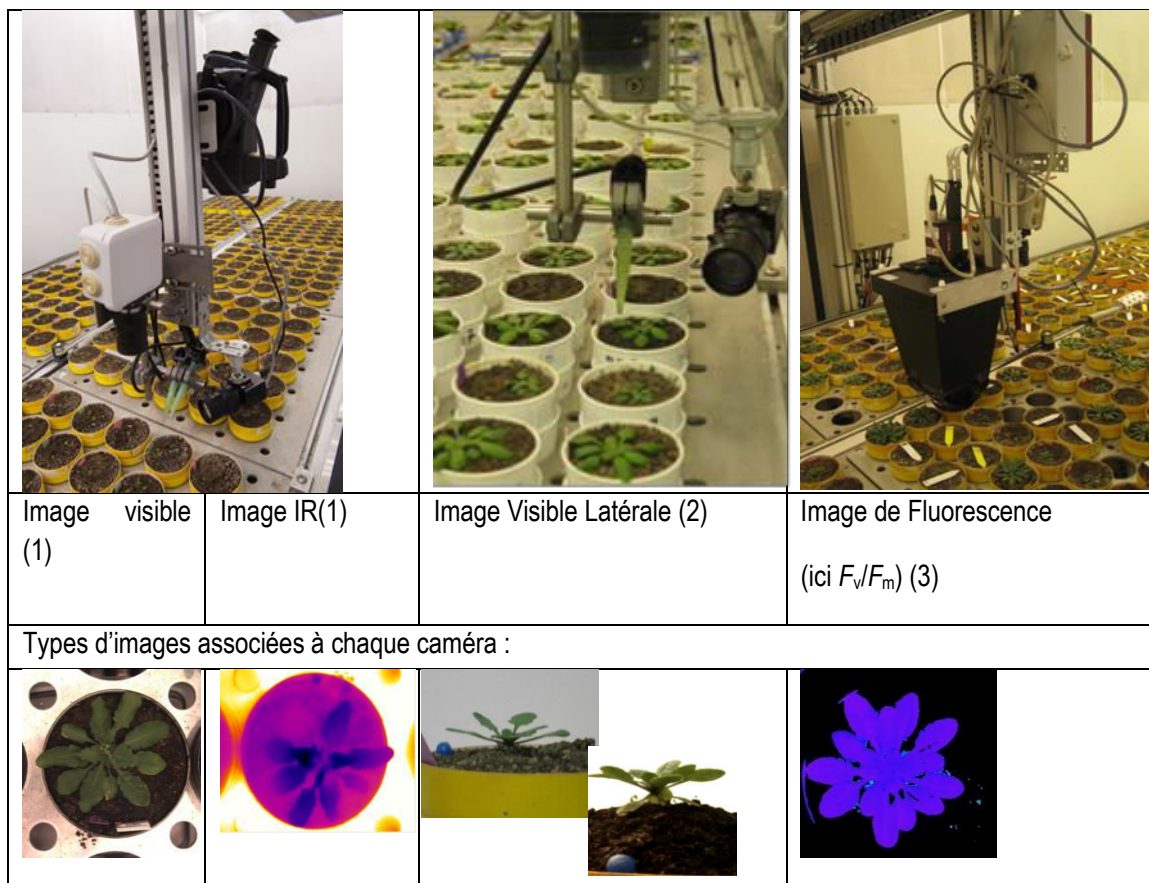 Image visible
(1)
Image IR(1)
Image Visible Latérale (2)
Image de Fluorescence
(ici Fv/Fm) (3)
Types d'images associées à chaque caméra :